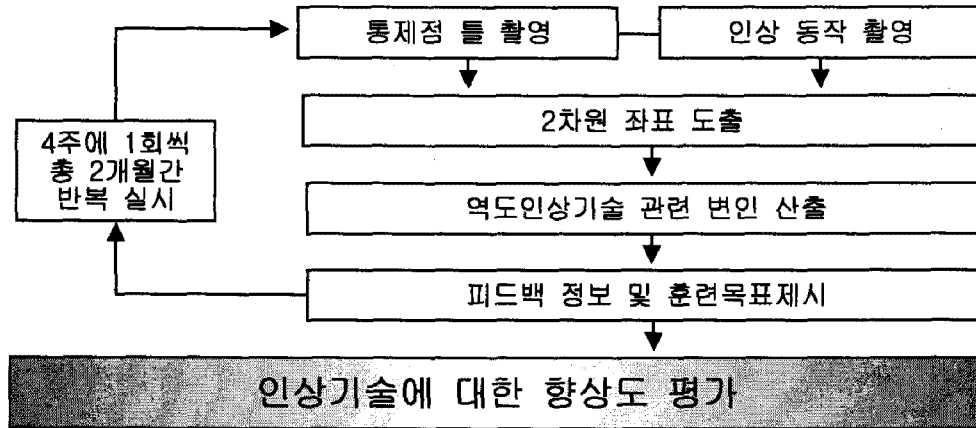 통제점 틀 촬영
인상 동작 촬영
2차원 좌표 도출
4주에 1회씩
총 2개월간
반복 실시
역도인상기술 관련 변인 산출
피드백 정보 및 훈련목표제시
인상기술에 대한 향상도 평가